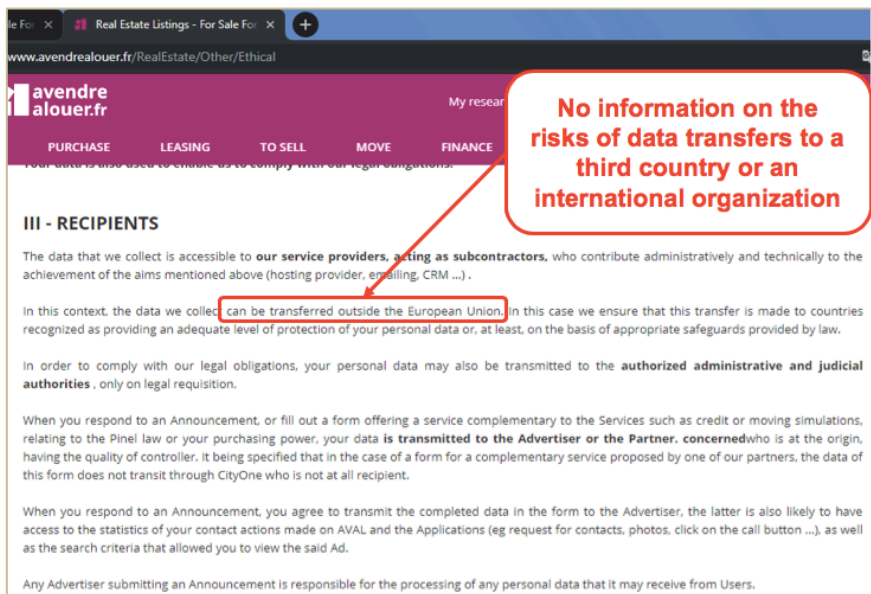 le For
Real Estate Listings - For Sale For
www.avendrealouer.fr/RealEstate/Other/Ethical
avendre
alouer.fr
My resear
PURCHASE LEASING TO SELL MOVE FINANCE
No information on the
risks of data transfers to a
third country or an
international organization
Your data is also used to enable us to comply with our legal obligations.
III - RECIPIENTS
The data that we collect is accessible to our service providers, acting as subcontractors, who contribute administratively and technically to the
achievement of the aims mentioned above (hosting provider, emailing, CRM ...) .
In this context, the data we collect can be transferred outside the European Union. In this case we ensure that this transfer is made to countries
recognized as providing an adequate level of protection of your personal data or, at least, on the basis of appropriate safeguards provided by law.
In order to comply with our legal obligations, your personal data may also be transmitted to the authorized administrative and judicial
authorities , only on legal requisition.
When you respond to an Announcement, or fill out a form offering a service complementary to the Services such as credit or moving simulations,
relating to the Pinel law or your purchasing power, your data is transmitted to the Advertiser or the Partner. concernedwho is at the origin,
having the quality of controller. It being specified that in the case of a form for a complementary service proposed by one of our partners, the data of
this form does not transit through CityOne who is not at all recipient.
When you respond to an Announcement, you agree to transmit the completed data in the form to the Advertiser, the latter is also likely to have
access to the statistics of your contact actions made on AVAL and the Applications (eg request for contacts, photos, click on the call button ...), as well
as the search criteria that allowed you to view the said Ad.
Any Advertiser submitting an Announcement is responsible for the processing of any personal data that it may receive from Users.